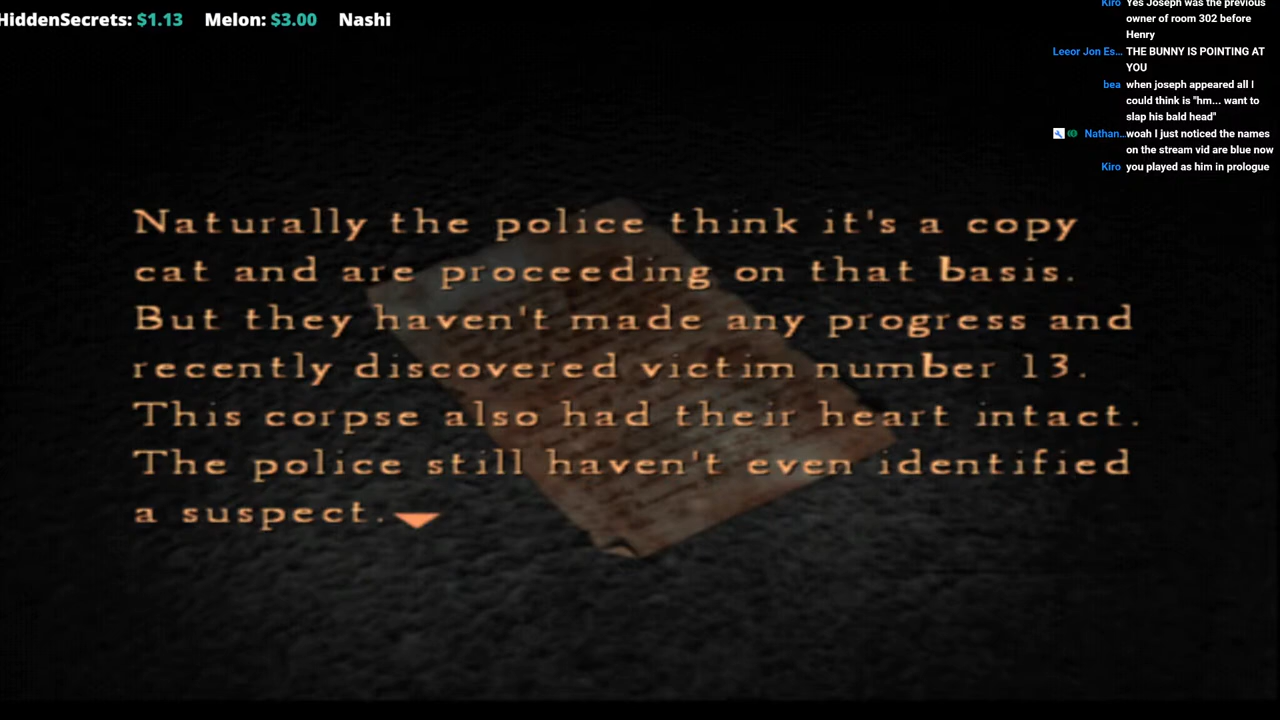 HiddenSecrets: $1.13 Melon: $3.00 Nashi
Kiro Yes Joseph was the previous
owner of room 302 before
Henry
Leeor Jon Es... THE BUNNY IS POINTING AT
YOU
bea when joseph appeared all I
could think is "hm... want to
slap his bald head"
Nathan... woah I just noticed the names
on the stream vid are blue now
Kiro you played as him in prologue
Naturally the police think it's a copy
cat and are proceeding on that basis.
But they haven't made any progress and
recently discovered victim number 13.
This corpse also had their heart intact.
The police still haven't even identified
a suspect.